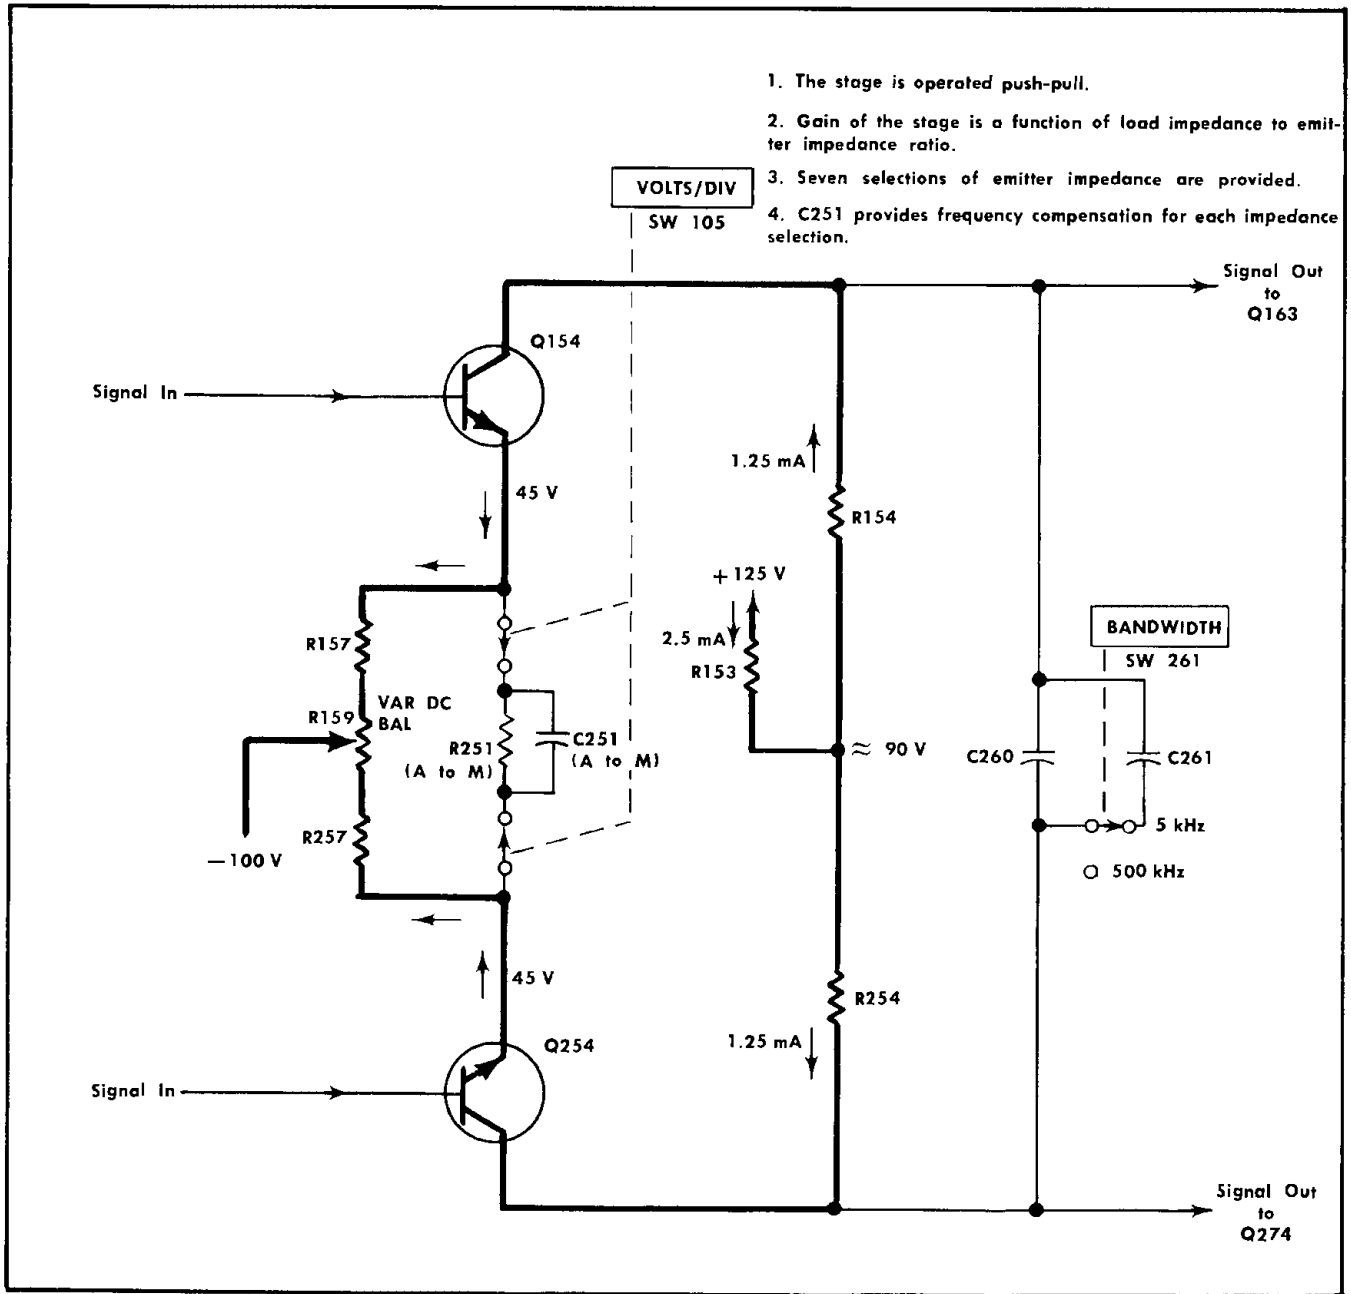 1. The stage is operated push-pull.
2. Gain of the stage is a function of load impedance to emit-
ter impedance ratio.
3. Seven selections of emitter impedance are provided.
4. C251 provides frequency compensation for each impedance
selection.
VOLTS/DIV
SW 105
Signal Out
to
Q163
Q154
Signal In
45 V
1.25 mA
R154
+125 V
2.5 mA
R153
BANDWIDTH
SW 261
R157
VAR DC
BAL
R159
R251
(A to M)
C251
(A to M)
≈ 90 V
C260
C261
R257
−100 V
5 kHz
500 kHz
45 V
R254
1.25 mA
Q254
Signal In
Signal Out
to
Q274